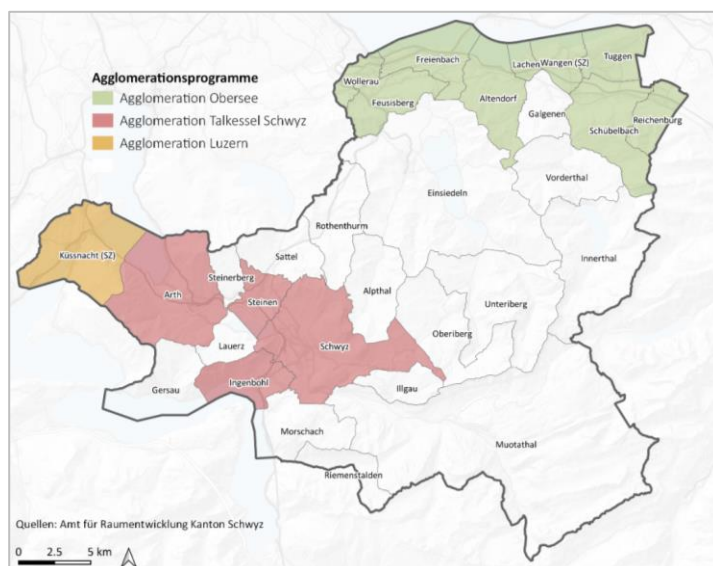 Agglomerationsprogramme
Agglomeration Obersee
Agglomeration Talkessel Schwyz
Agglomeration Luzern
Wollerau
Freienbach
Lachen
Wangen (SZ)
Tuggen
Feusisberg
Altendorf
Galgenen
Schübelbach
Reichenburg
Vorderthal
Einsiedeln
Innerthal
Rothenthurm
Küssnacht (SZ)
Sattel
Steinerberg
Alpthal
Arth
Steinen
Unteriberg
Oberiberg
Lauerz
Schwyz
Gersau
Ingenbohl
Illgau
Morschach
Muotathal
Riemenstalden
Quellen: Amt für Raumentwicklung Kanton Schwyz
0 2.5 5 km